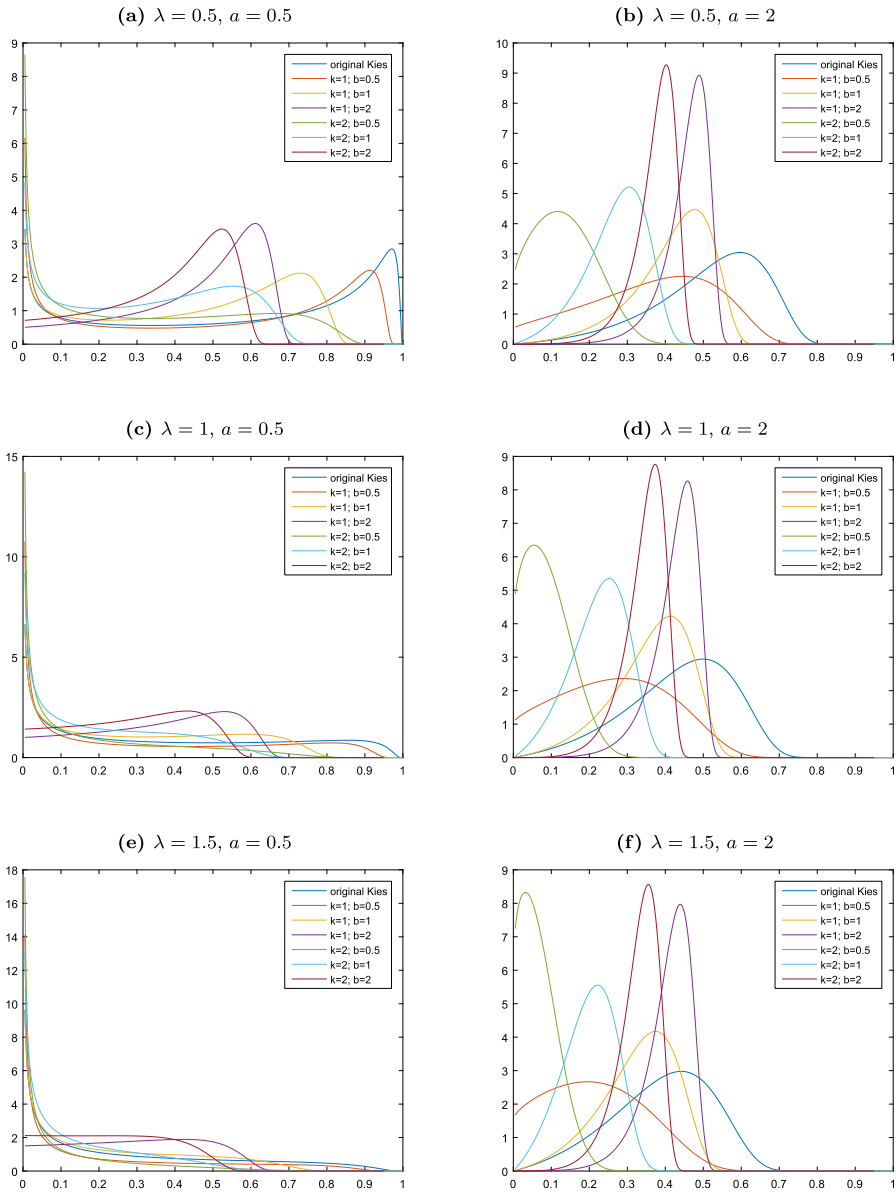 (a) λ = 0.5, a = 0.5
9
8
7
6
5
4
3
2
1
0
0 0.1 0.2 0.3 0.4 0.5 0.6 0.7 0.8 0.9 1
original Kies
k=1; b=0.5
k=1; b=1
k=1; b=2
k=2; b=0.5
k=2; b=1
k=2; b=2
(b) λ = 0.5, a = 2
10
9
8
7
6
5
4
3
2
1
0
0 0.1 0.2 0.3 0.4 0.5 0.6 0.7 0.8 0.9 1
original Kies
k=1; b=0.5
k=1; b=1
k=1; b=2
k=2; b=0.5
k=2; b=1
k=2; b=2
(c) λ = 1, a = 0.5
15
10
5
0
0 0.1 0.2 0.3 0.4 0.5 0.6 0.7 0.8 0.9 1
original Kies
k=1; b=0.5
k=1; b=1
k=1; b=2
k=2; b=0.5
k=2; b=1
k=2; b=2
(d) λ = 1, a = 2
9
8
7
6
5
4
3
2
1
0
0 0.1 0.2 0.3 0.4 0.5 0.6 0.7 0.8 0.9 1
original Kies
k=1; b=0.5
k=1; b=1
k=1; b=2
k=2; b=0.5
k=2; b=1
k=2; b=2
(e) λ = 1.5, a = 0.5
18
16
14
12
10
8
6
4
2
0
0 0.1 0.2 0.3 0.4 0.5 0.6 0.7 0.8 0.9 1
original Kies
k=1; b=0.5
k=1; b=1
k=1; b=2
k=2; b=0.5
k=2; b=1
k=2; b=2
(f) λ = 1.5, a = 2
9
8
7
6
5
4
3
2
1
0
0 0.1 0.2 0.3 0.4 0.5 0.6 0.7 0.8 0.9 1
original Kies
k=1; b=0.5
k=1; b=1
k=1; b=2
k=2; b=0.5
k=2; b=1
k=2; b=2